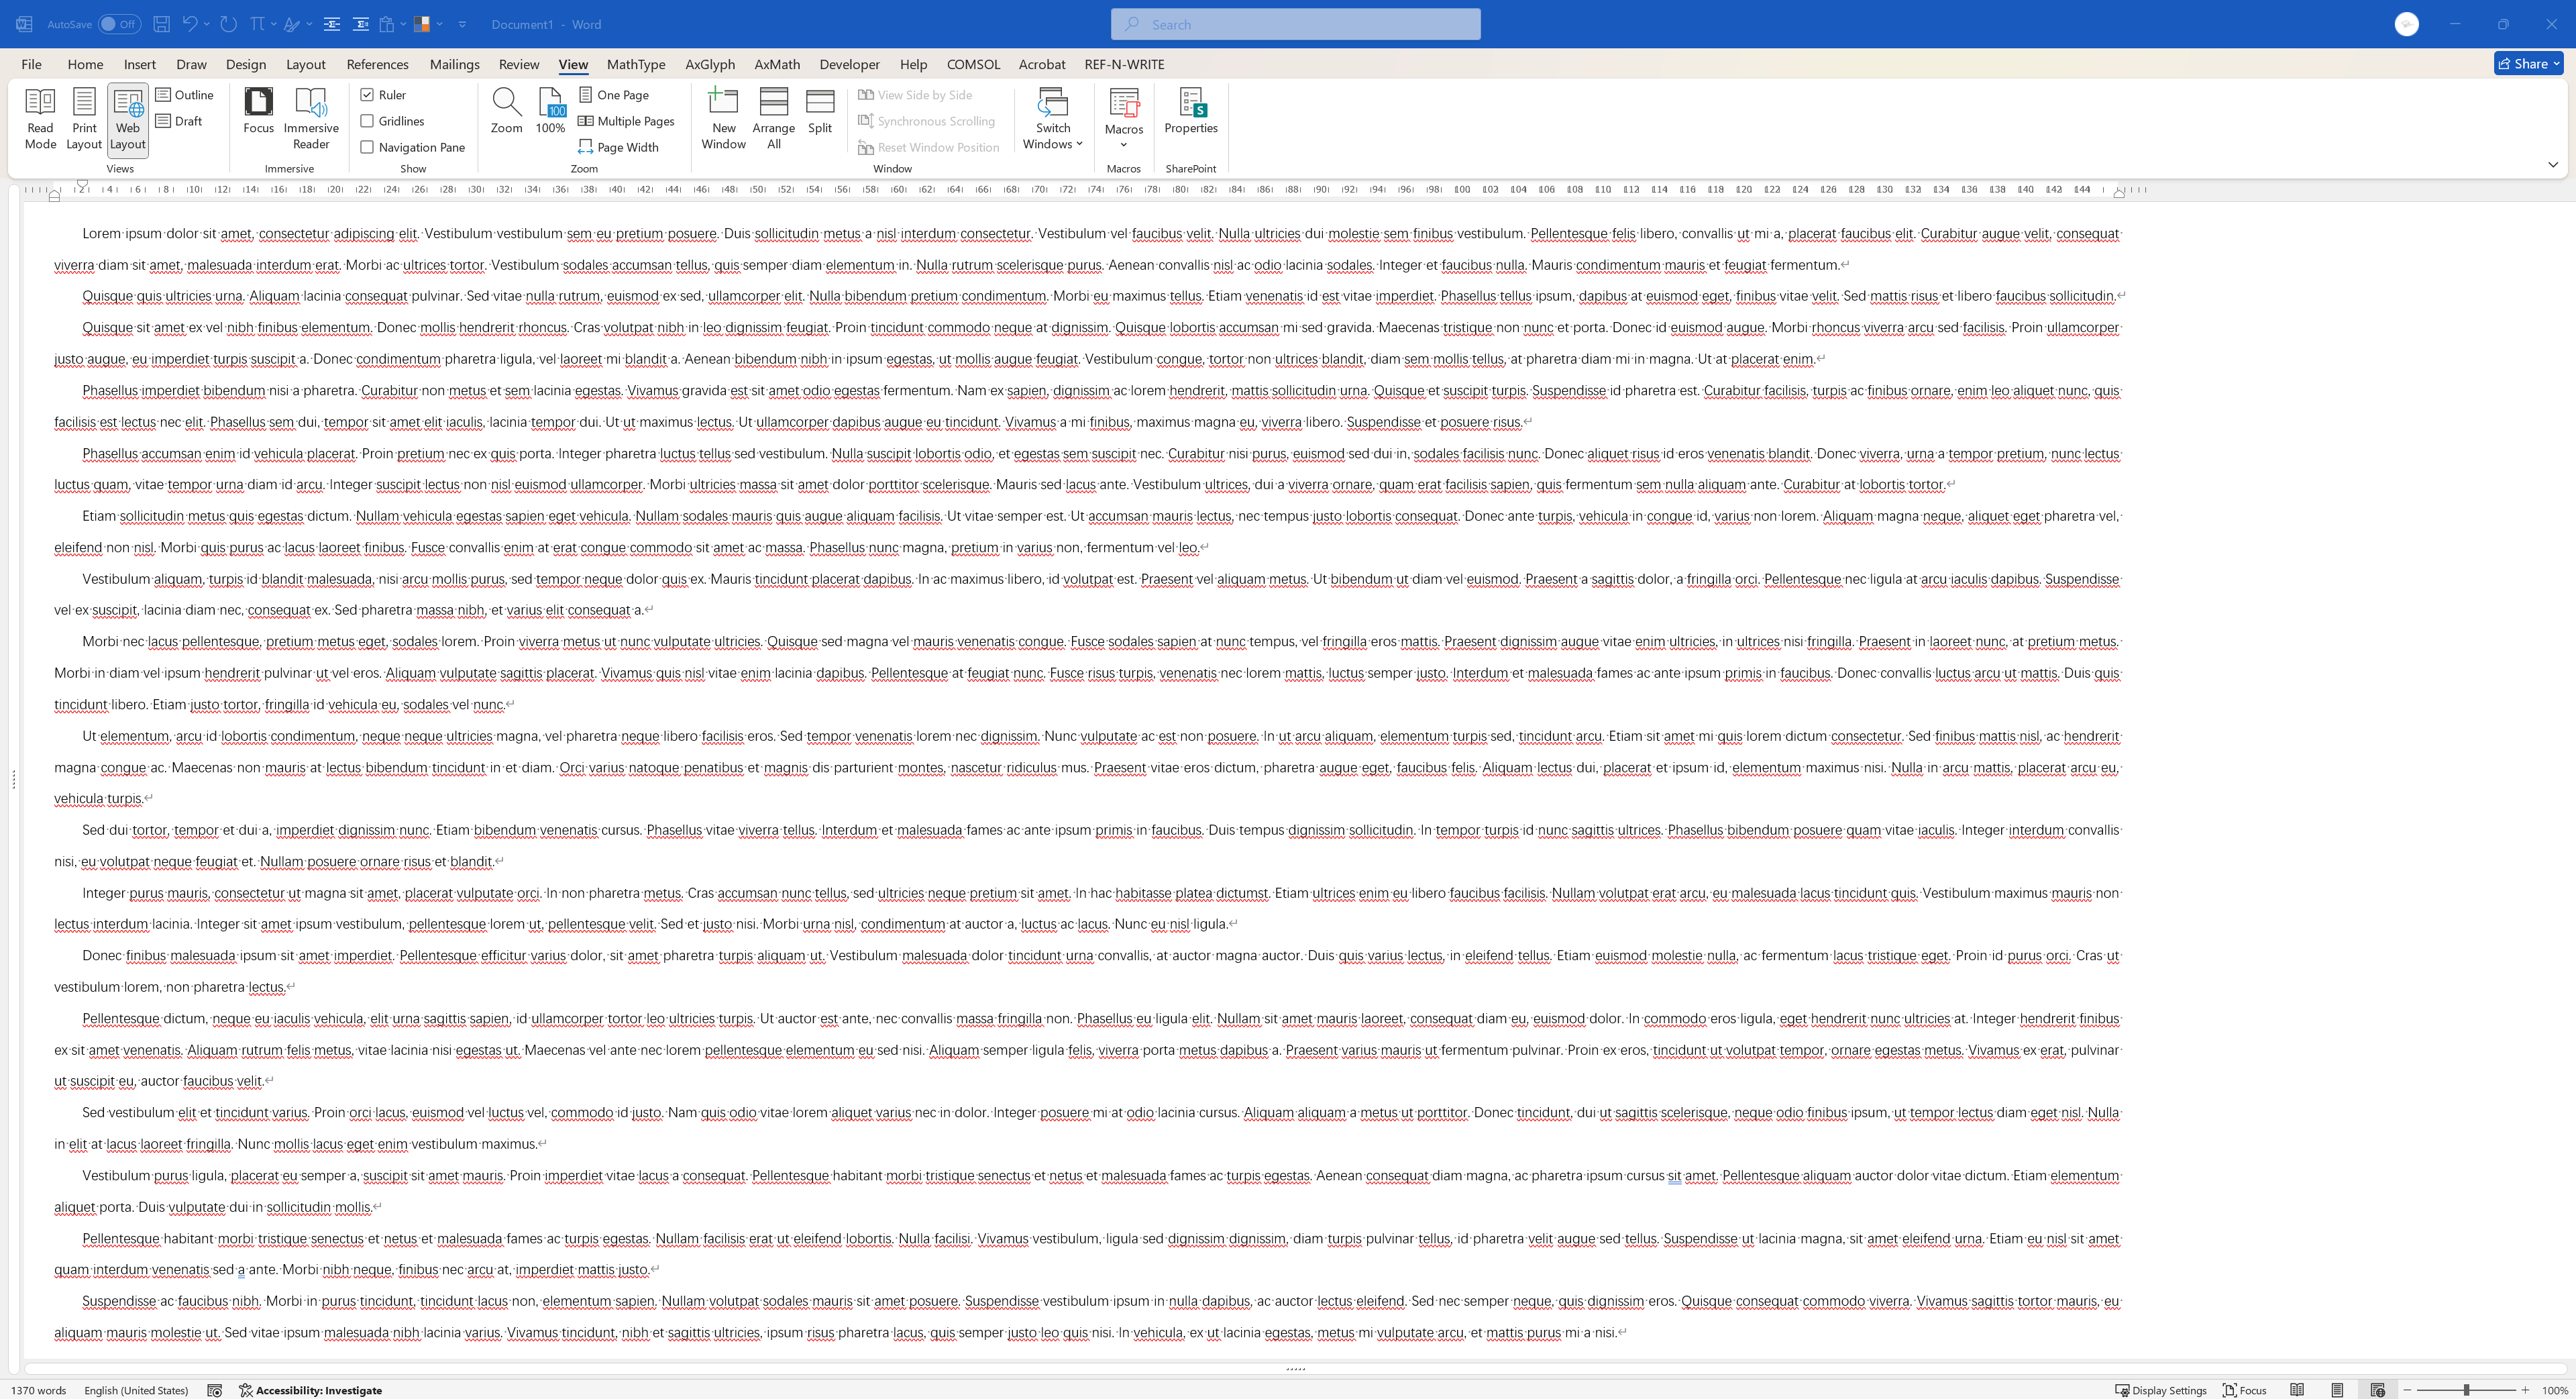 AutoSave Off Document1 - Word Search
File Home Insert Draw Design Layout References Mailings Review View MathType AxGlyph AxMath Developer Help COMSOL Acrobat REF-N-WRITE Share
Read Mode Print Layout Web Layout Outline Draft Views
Focus Immersive Reader Immersive
Ruler Gridlines Navigation Pane Show
Zoom 100% One Page Multiple Pages Page Width Zoom
New Window Arrange All Split View Side by Side Synchronous Scrolling Reset Window Position Window
Switch Windows Macros Macros Properties SharePoint
2 4 6 8 10 12 14 16 18 20 22 24 26 28 30 32 34 36 38 40 42 44 46 48 50 52 54 56 58 60 62 64 66 68 70 72 74 76 78 80 82 84 86 88 90 92 94 96 98 100 102 104 106 108 110 112 114 116 118 120 122 124 126 128 130 132 134 136 138 140 142 144
Lorem ipsum dolor sit amet, consectetur adipiscing elit. Vestibulum vestibulum sem eu pretium posuere. Duis sollicitudin metus a nisl interdum consectetur. Vestibulum vel faucibus velit. Nulla ultricies dui molestie sem finibus vestibulum. Pellentesque felis libero, convallis ut mi a, placerat faucibus elit. Curabitur augue velit, consequat
viverra diam sit amet, malesuada interdum erat. Morbi ac ultrices tortor. Vestibulum sodales accumsan tellus, quis semper diam elementum in. Nulla rutrum scelerisque purus. Aenean convallis nisl ac odio lacinia sodales. Integer et faucibus nulla. Mauris condimentum mauris et feugiat fermentum.
Quisque quis ultricies urna. Aliquam lacinia consequat pulvinar. Sed vitae nulla rutrum, euismod ex sed, ullamcorper elit. Nulla bibendum pretium condimentum. Morbi eu maximus tellus. Etiam venenatis id est vitae imperdiet. Phasellus tellus ipsum, dapibus at euismod eget, finibus vitae velit. Sed mattis risus et libero faucibus sollicitudin.
Quisque sit amet ex vel nibh finibus elementum. Donec mollis hendrerit rhoncus. Cras volutpat nibh in leo dignissim feugiat. Proin tincidunt commodo neque at dignissim. Quisque lobortis accumsan mi sed gravida. Maecenas tristique non nunc et porta. Donec id euismod augue. Morbi rhoncus viverra arcu sed facilisis. Proin ullamcorper
justo augue, eu imperdiet turpis suscipit a. Donec condimentum pharetra ligula, vel laoreet mi blandit a. Aenean bibendum nibh in ipsum egestas, ut mollis augue feugiat. Vestibulum congue, tortor non ultrices blandit, diam sem mollis tellus, at pharetra diam mi in magna. Ut at placerat enim.
Phasellus imperdiet bibendum nisi a pharetra. Curabitur non metus et sem lacinia egestas. Vivamus gravida est sit amet odio egestas fermentum. Nam ex sapien, dignissim ac lorem hendrerit, mattis sollicitudin urna. Quisque et suscipit turpis. Suspendisse id pharetra est. Curabitur facilisis, turpis ac finibus ornare, enim leo aliquet nunc, quis
facilisis est lectus nec elit. Phasellus sem dui, tempor sit amet elit iaculis, lacinia tempor dui. Ut ut maximus lectus. Ut ullamcorper dapibus augue eu tincidunt. Vivamus a mi finibus, maximus magna eu, viverra libero. Suspendisse et posuere risus.
Phasellus accumsan enim id vehicula placerat. Proin pretium nec ex quis porta. Integer pharetra luctus tellus sed vestibulum. Nulla suscipit lobortis odio, et egestas sem suscipit nec. Curabitur nisi purus, euismod sed dui in, sodales facilisis nunc. Donec aliquet risus id eros venenatis blandit. Donec viverra, urna a tempor pretium, nunc lectus
luctus quam, vitae tempor urna diam id arcu. Integer suscipit lectus non nisl euismod ullamcorper. Morbi ultricies massa sit amet dolor porttitor scelerisque. Mauris sed lacus ante. Vestibulum ultrices, dui a viverra ornare, quam erat facilisis sapien, quis fermentum sem nulla aliquam ante. Curabitur at lobortis tortor.
Etiam sollicitudin metus quis egestas dictum. Nullam vehicula egestas sapien eget vehicula. Nullam sodales mauris quis augue aliquam facilisis. Ut vitae semper est. Ut accumsan mauris lectus, nec tempus justo lobortis consequat. Donec ante turpis, vehicula in congue id, varius non lorem. Aliquam magna neque, aliquet eget pharetra vel,
eleifend non nisl. Morbi quis purus ac lacus laoreet finibus. Fusce convallis enim at erat congue commodo sit amet ac massa. Phasellus nunc magna, pretium in varius non, fermentum vel leo.
Vestibulum aliquam, turpis id blandit malesuada, nisi arcu mollis purus, sed tempor neque dolor quis ex. Mauris tincidunt placerat dapibus. In ac maximus libero, id volutpat est. Praesent vel aliquam metus. Ut bibendum ut diam vel euismod. Praesent a sagittis dolor, a fringilla orci. Pellentesque nec ligula at arcu iaculis dapibus. Suspendisse
vel ex suscipit, lacinia diam nec, consequat ex. Sed pharetra massa nibh, et varius elit consequat a.
Morbi nec lacus pellentesque, pretium metus eget, sodales lorem. Proin viverra metus ut nunc vulputate ultricies. Quisque sed magna vel mauris venenatis congue. Fusce sodales sapien at nunc tempus, vel fringilla eros mattis. Praesent dignissim augue vitae enim ultricies, in ultrices nisi fringilla. Praesent in laoreet nunc, at pretium metus.
Morbi in diam vel ipsum hendrerit pulvinar ut vel eros. Aliquam vulputate sagittis placerat. Vivamus quis nisl vitae enim lacinia dapibus. Pellentesque at feugiat nunc. Fusce risus turpis, venenatis nec lorem mattis, luctus semper justo. Interdum et malesuada fames ac ante ipsum primis in faucibus. Donec convallis luctus arcu ut mattis. Duis quis
tincidunt libero. Etiam justo tortor, fringilla id vehicula eu, sodales vel nunc.
Ut elementum, arcu id lobortis condimentum, neque neque ultricies magna, vel pharetra neque libero facilisis eros. Sed tempor venenatis lorem nec dignissim. Nunc vulputate ac est non posuere. In ut arcu aliquam, elementum turpis sed, tincidunt arcu. Etiam sit amet mi quis lorem dictum consectetur. Sed finibus mattis nisl, ac hendrerit
magna congue ac. Maecenas non mauris at lectus bibendum tincidunt in et diam. Orci varius natoque penatibus et magnis dis parturient montes, nascetur ridiculus mus. Praesent vitae eros dictum, pharetra augue eget, faucibus felis. Aliquam lectus dui, placerat et ipsum id, elementum maximus nisi. Nulla in arcu mattis, placerat arcu eu,
vehicula turpis.
Sed dui tortor, tempor et dui a, imperdiet dignissim nunc. Etiam bibendum venenatis cursus. Phasellus vitae viverra tellus. Interdum et malesuada fames ac ante ipsum primis in faucibus. Duis tempus dignissim sollicitudin. In tempor turpis id nunc sagittis ultrices. Phasellus bibendum posuere quam vitae iaculis. Integer interdum convallis
nisi, eu volutpat neque feugiat et. Nullam posuere ornare risus et blandit.
Integer purus mauris, consectetur ut magna sit amet, placerat vulputate orci. In non pharetra metus. Cras accumsan nunc tellus, sed ultricies neque pretium sit amet. In hac habitasse platea dictumst. Etiam ultrices enim eu libero faucibus facilisis. Nullam volutpat erat arcu, eu malesuada lacus tincidunt quis. Vestibulum maximus mauris non
lectus interdum lacinia. Integer sit amet ipsum vestibulum, pellentesque lorem ut, pellentesque velit. Sed et justo nisi. Morbi urna nisl, condimentum at auctor a, luctus ac lacus. Nunc eu nisl ligula.
Donec finibus malesuada ipsum sit amet imperdiet. Pellentesque efficitur varius dolor, sit amet pharetra turpis aliquam ut. Vestibulum malesuada dolor tincidunt urna convallis, at auctor magna auctor. Duis quis varius lectus, in eleifend tellus. Etiam euismod molestie nulla, ac fermentum lacus tristique eget. Proin id purus orci. Cras ut
vestibulum lorem, non pharetra lectus.
Pellentesque dictum, neque eu iaculis vehicula, elit urna sagittis sapien, id ullamcorper tortor leo ultricies turpis. Ut auctor est ante, nec convallis massa fringilla non. Phasellus eu ligula elit. Nullam sit amet mauris laoreet, consequat diam eu, euismod dolor. In commodo eros ligula, eget hendrerit nunc ultricies at. Integer hendrerit finibus
ex sit amet venenatis. Aliquam rutrum felis metus, vitae lacinia nisi egestas ut. Maecenas vel ante nec lorem pellentesque elementum eu sed nisi. Aliquam semper ligula felis, viverra porta metus dapibus a. Praesent varius mauris ut fermentum pulvinar. Proin ex eros, tincidunt ut volutpat tempor, ornare egestas metus. Vivamus ex erat, pulvinar
ut suscipit eu, auctor faucibus velit.
Sed vestibulum elit et tincidunt varius. Proin orci lacus, euismod vel luctus vel, commodo id justo. Nam quis odio vitae lorem aliquet varius nec in dolor. Integer posuere mi at odio lacinia cursus. Aliquam aliquam a metus ut porttitor. Donec tincidunt, dui ut sagittis scelerisque, neque odio finibus ipsum, ut tempor lectus diam eget nisl. Nulla
in elit at lacus laoreet fringilla. Nunc mollis lacus eget enim vestibulum maximus.
Vestibulum purus ligula, placerat eu semper a, suscipit sit amet mauris. Proin imperdiet vitae lacus a consequat. Pellentesque habitant morbi tristique senectus et netus et malesuada fames ac turpis egestas. Aenean consequat diam magna, ac pharetra ipsum cursus sit amet. Pellentesque aliquam auctor dolor vitae dictum. Etiam elementum
aliquet porta. Duis vulputate dui in sollicitudin mollis.
Pellentesque habitant morbi tristique senectus et netus et malesuada fames ac turpis egestas. Nullam facilisis erat ut eleifend lobortis. Nulla facilisi. Vivamus vestibulum, ligula sed dignissim dignissim, diam turpis pulvinar tellus, id pharetra velit augue sed tellus. Suspendisse ut lacinia magna, sit amet eleifend urna. Etiam eu nisl sit amet
quam interdum venenatis sed a ante. Morbi nibh neque, finibus nec arcu at, imperdiet mattis justo.
Suspendisse ac faucibus nibh. Morbi in purus tincidunt, tincidunt lacus non, elementum sapien. Nullam volutpat sodales mauris sit amet posuere. Suspendisse vestibulum ipsum in nulla dapibus, ac auctor lectus eleifend. Sed nec semper neque, quis dignissim eros. Quisque consequat commodo viverra. Vivamus sagittis tortor mauris, eu
aliquam mauris molestie ut. Sed vitae ipsum malesuada nibh lacinia varius. Vivamus tincidunt, nibh et sagittis ultricies, ipsum risus pharetra lacus, quis semper justo leo quis nisi. In vehicula, ex ut lacinia egestas, metus mi vulputate arcu, et mattis purus mi a nisi.
1370 words English (United States) Accessibility: Investigate Display Settings Focus 100%